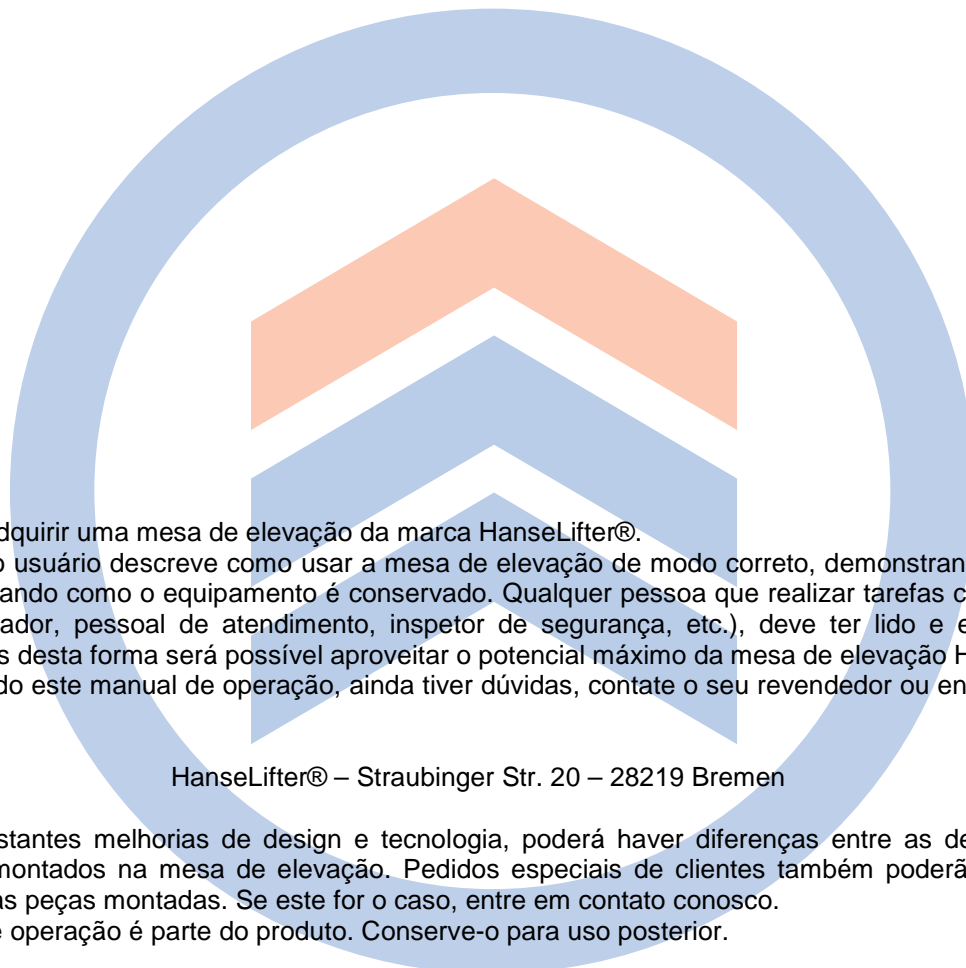 dquirir uma mesa de elevação da marca HanseLifter®.
o usuário descreve como usar a mesa de elevação de modo correto, demonstran
ando como o equipamento é conservado. Qualquer pessoa que realizar tarefas c
ador, pessoal de atendimento, inspetor de segurança, etc.), deve ter lido e e
s desta forma será possível aproveitar o potencial máximo da mesa de elevação H
do este manual de operação, ainda tiver dúvidas, contate o seu revendedor ou en
HanseLifter® – Straubinger Str. 20 – 28219 Bremen
stantes melhorias de design e tecnologia, poderá haver diferenças entre as de
montados na mesa de elevação. Pedidos especiais de clientes também poderã
as peças montadas. Se este for o caso, entre em contato conosco.
e operação é parte do produto. Conserve-o para uso posterior.